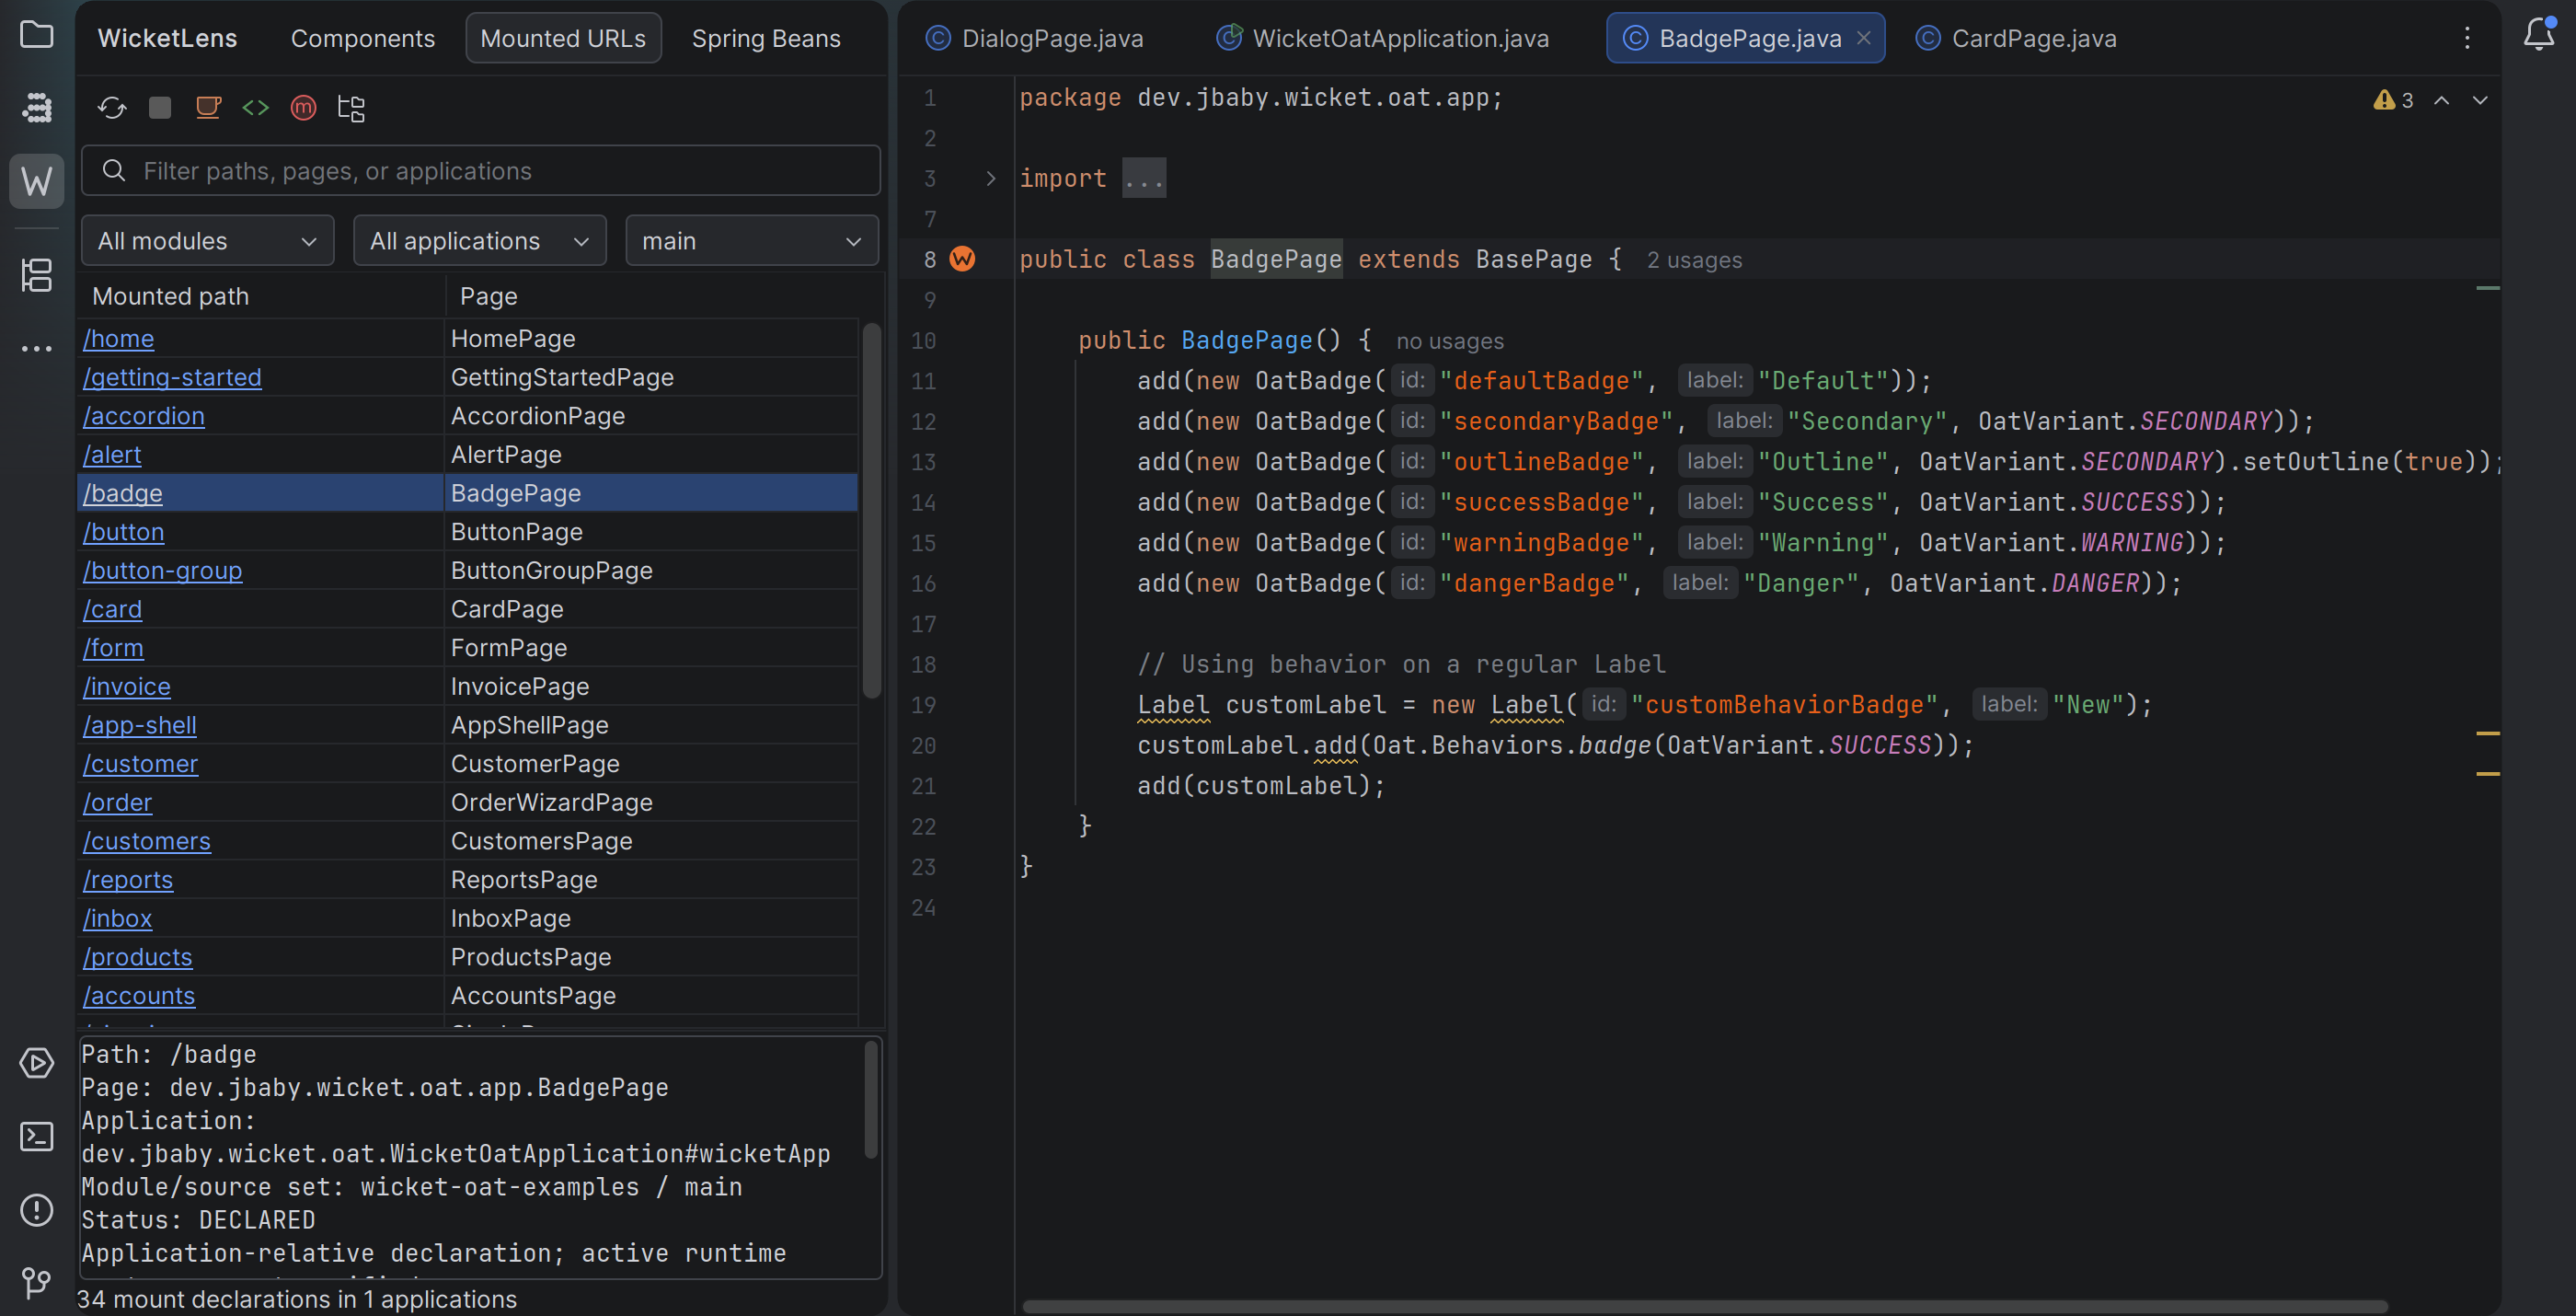 WicketLens Components Mounted URLs Spring Beans
Filter paths, pages, or applications
All modules All applications main
Mounted path Page
/home HomePage
/getting-started GettingStartedPage
/accordion AccordionPage
/alert AlertPage
/badge BadgePage
/button ButtonPage
/button-group ButtonGroupPage
/card CardPage
/form FormPage
/invoice InvoicePage
/app-shell AppShellPage
/customer CustomerPage
/order OrderWizardPage
/customers CustomersPage
/reports ReportsPage
/inbox InboxPage
/products ProductsPage
/accounts AccountsPage
Path: /badge
Page: dev.jbaby.wicket.oat.app.BadgePage
Application:
dev.jbaby.wicket.oat.WicketOatApplication#wicketApp
Module/source set: wicket-oat-examples / main
Status: DECLARED
Application-relative declaration; active runtime
34 mount declarations in 1 applications
DialogPage.java WicketOatApplication.java BadgePage.java CardPage.java
3
1 package dev.jbaby.wicket.oat.app;
2
3 import ...
7
8 public class BadgePage extends BasePage { 2 usages
9
10 public BadgePage() { no usages
11 add(new OatBadge( id: "defaultBadge", label: "Default"));
12 add(new OatBadge( id: "secondaryBadge", label: "Secondary", OatVariant.SECONDARY));
13 add(new OatBadge( id: "outlineBadge", label: "Outline", OatVariant.SECONDARY).setOutline(true));
14 add(new OatBadge( id: "successBadge", label: "Success", OatVariant.SUCCESS));
15 add(new OatBadge( id: "warningBadge", label: "Warning", OatVariant.WARNING));
16 add(new OatBadge( id: "dangerBadge", label: "Danger", OatVariant.DANGER));
17
18 // Using behavior on a regular Label
19 Label customLabel = new Label( id: "customBehaviorBadge", label: "New");
20 customLabel.add(Oat.Behaviors.badge(OatVariant.SUCCESS));
21 add(customLabel);
22 }
23 }
24